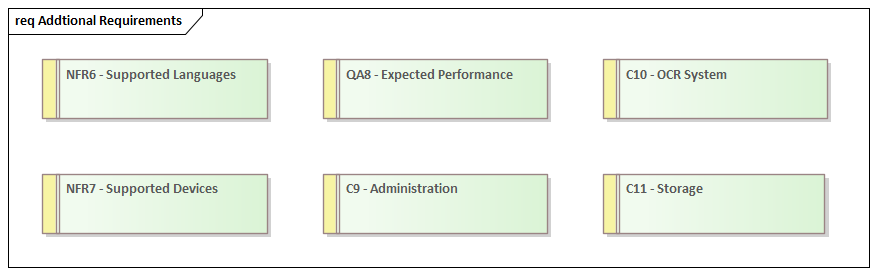 req Addtional Requirements
NFR6 - Supported Languages
QA8 - Expected Performance
C10 - OCR System
NFR7 - Supported Devices
C9 - Administration
C11 - Storage